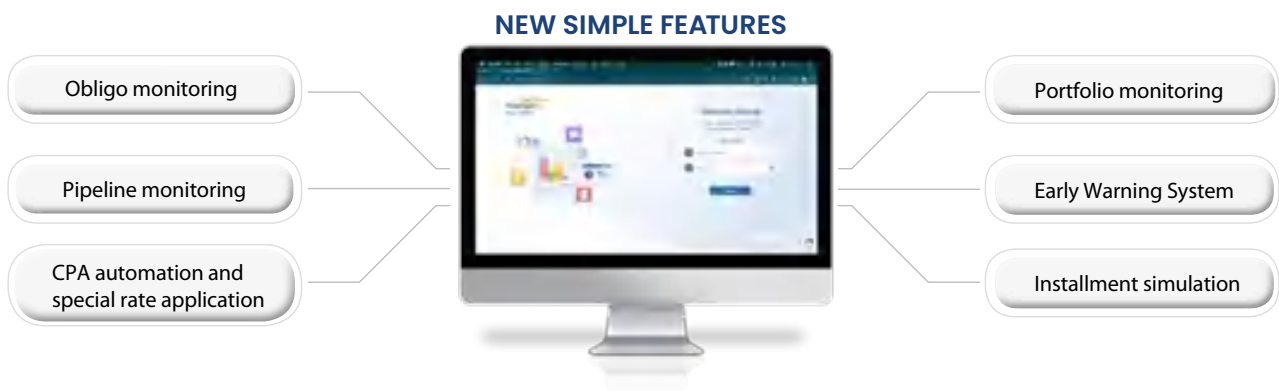 NEW SIMPLE FEATURES
Obligo monitoring
Pipeline monitoring
CPA automation and
special rate application
Portfolio monitoring
Early Warning System
Installment simulation